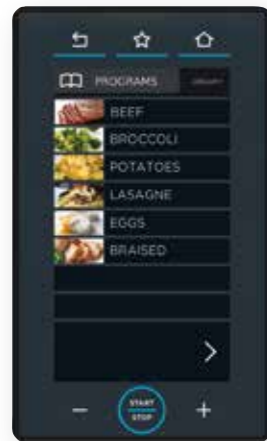 PROGRAMS
BEEF
BROCCOLI
POTATOES
LASAGNE
EGGS
BRAISED
− START STOP +